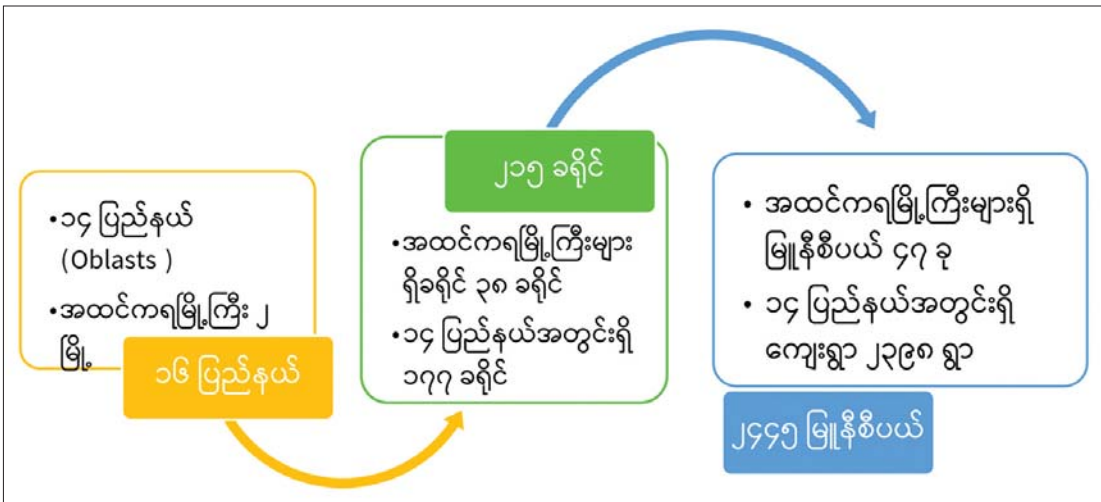 •၁၄ ပြည်နယ်
(Oblasts )
•အထင်ကရမြို့ကြီး ၂
မြို့
၁၆ ပြည်နယ်
၂၁၅ ခရိုင်
•အထင်ကရမြို့ကြီးများ
ရှိခရိုင် ၃၈ ခရိုင်
•၁၄ ပြည်နယ်အတွင်းရှိ
၁၇၇ ခရိုင်
• အထင်ကရမြို့ကြီးများရှိ
မြူနီစီပယ် ၄၇ ခု
• ၁၄ ပြည်နယ်အတွင်းရှိ
ကျေးရွာ ၂၃၉၈ ရွာ
၂၄၄၅ မြူနီစီပယ်